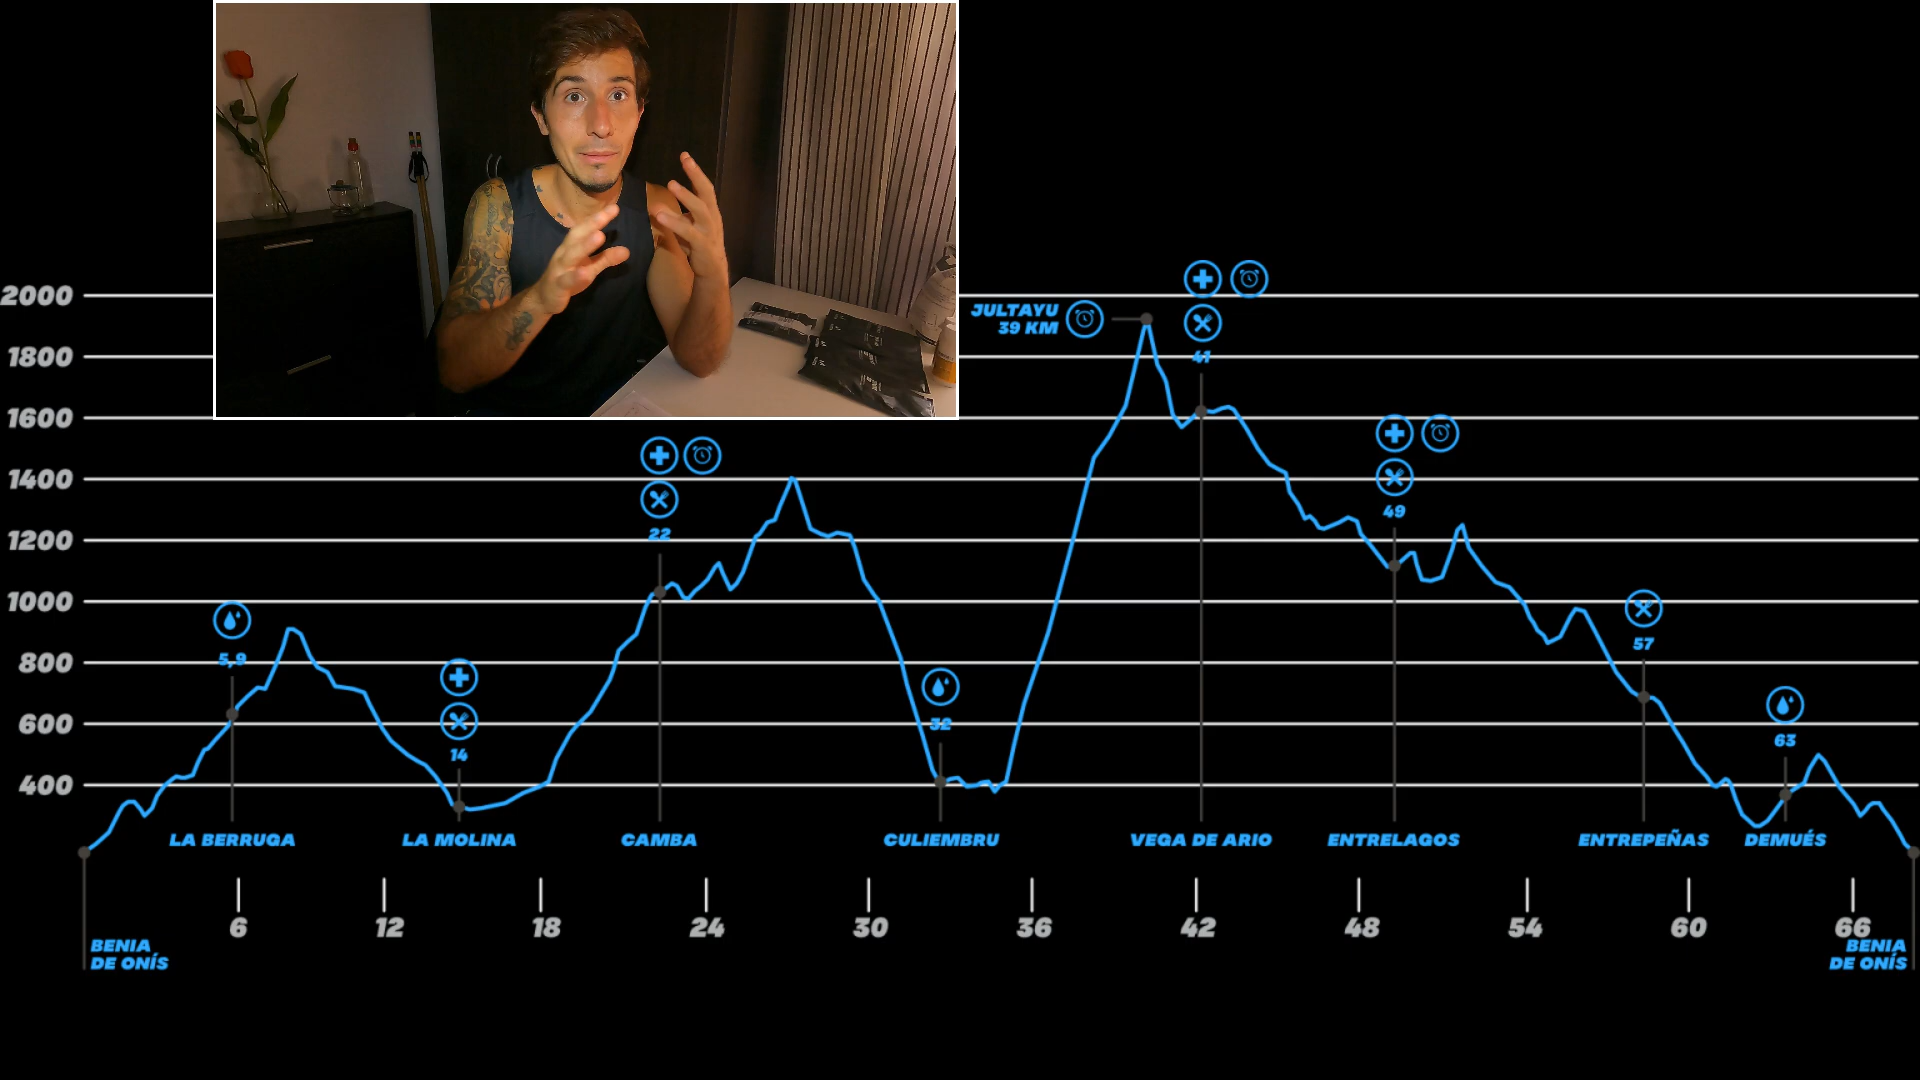 2000
1800
1600
1400
1200
1000
800
600
400
JULTAYU
39 KM
41
22
49
5,9
14
32
57
63
LA BERRUGA
LA MOLINA
CAMBA
CULIEMBRU
VEGA DE ARIO
ENTRELAGOS
ENTREPEÑAS
DEMUÉS
6
12
18
24
30
36
42
48
54
60
66
BENIA
DE ONÍS
BENIA
DE ONÍS